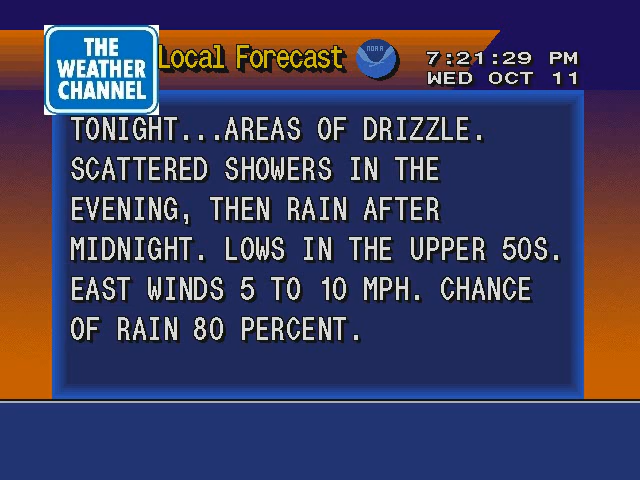 THE
WEATHER
CHANNEL
Local Forecast
NOAA
7:21:29 PM
WED OCT 11
TONIGHT...AREAS OF DRIZZLE.
SCATTERED SHOWERS IN THE
EVENING, THEN RAIN AFTER
MIDNIGHT. LOWS IN THE UPPER 50S.
EAST WINDS 5 TO 10 MPH. CHANCE
OF RAIN 80 PERCENT.